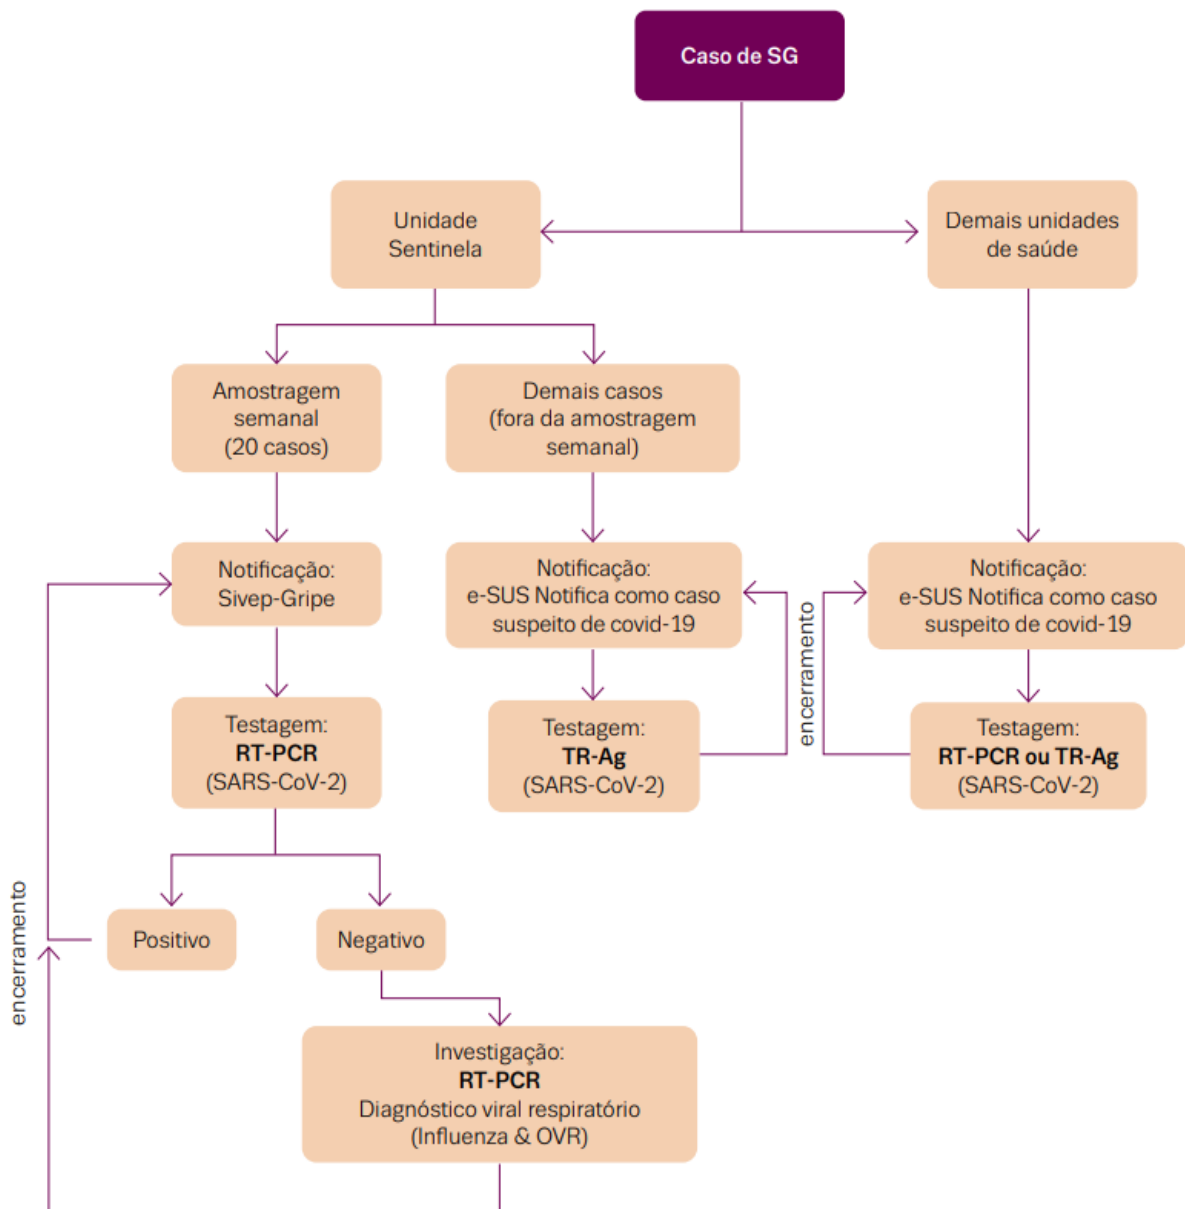 Caso de SG
Unidade
Sentinela
Demais unidades
de saúde
Amostragem
semanal
(20 casos)
Demais casos
(fora da amostragem
semanal)
Notificação:
Sivep-Gripe
Notificação:
e-SUS Notifica como caso
suspeito de covid-19
Notificação:
e-SUS Notifica como caso
suspeito de covid-19
encerramento
Testagem:
RT-PCR
(SARS-CoV-2)
Testagem:
TR-Ag
(SARS-CoV-2)
Testagem:
RT-PCR ou TR-Ag
(SARS-CoV-2)
encerramento
Positivo
Negativo
Investigação:
RT-PCR
Diagnóstico viral respiratório
(Influenza & OVR)